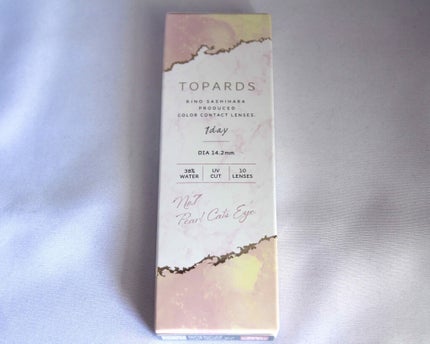 TOPARDS
RINO SASHIHARA
PRODUCED
COLOR CONTACT LENSES.
1day
DIA 14.2mm
38% WATER
UV CUT
10 LENSES
No.7
Pearl Cat's Eye